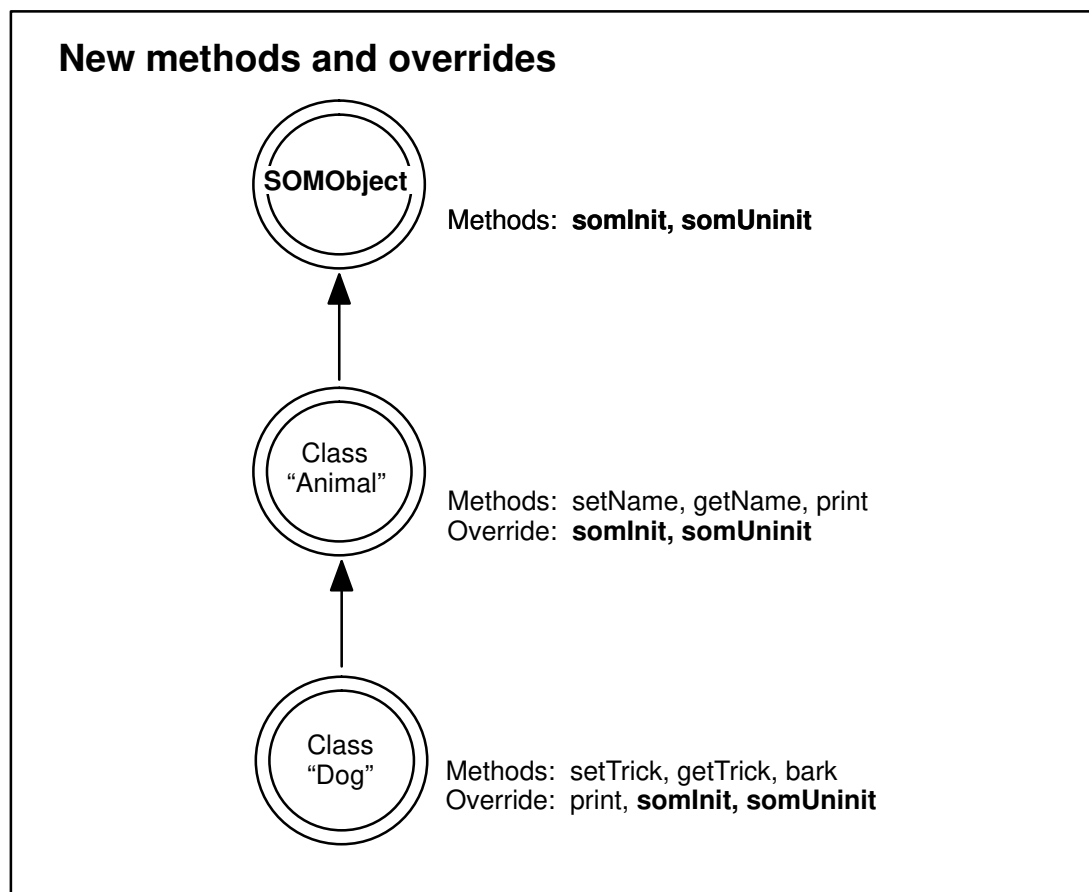 New methods and overrides
SOMObject
Methods: somInit, somUninit
Class
“Animal”
Methods: setName, getName, print
Override: somInit, somUninit
Class
“Dog”
Methods: setTrick, getTrick, bark
Override: print, somInit, somUninit